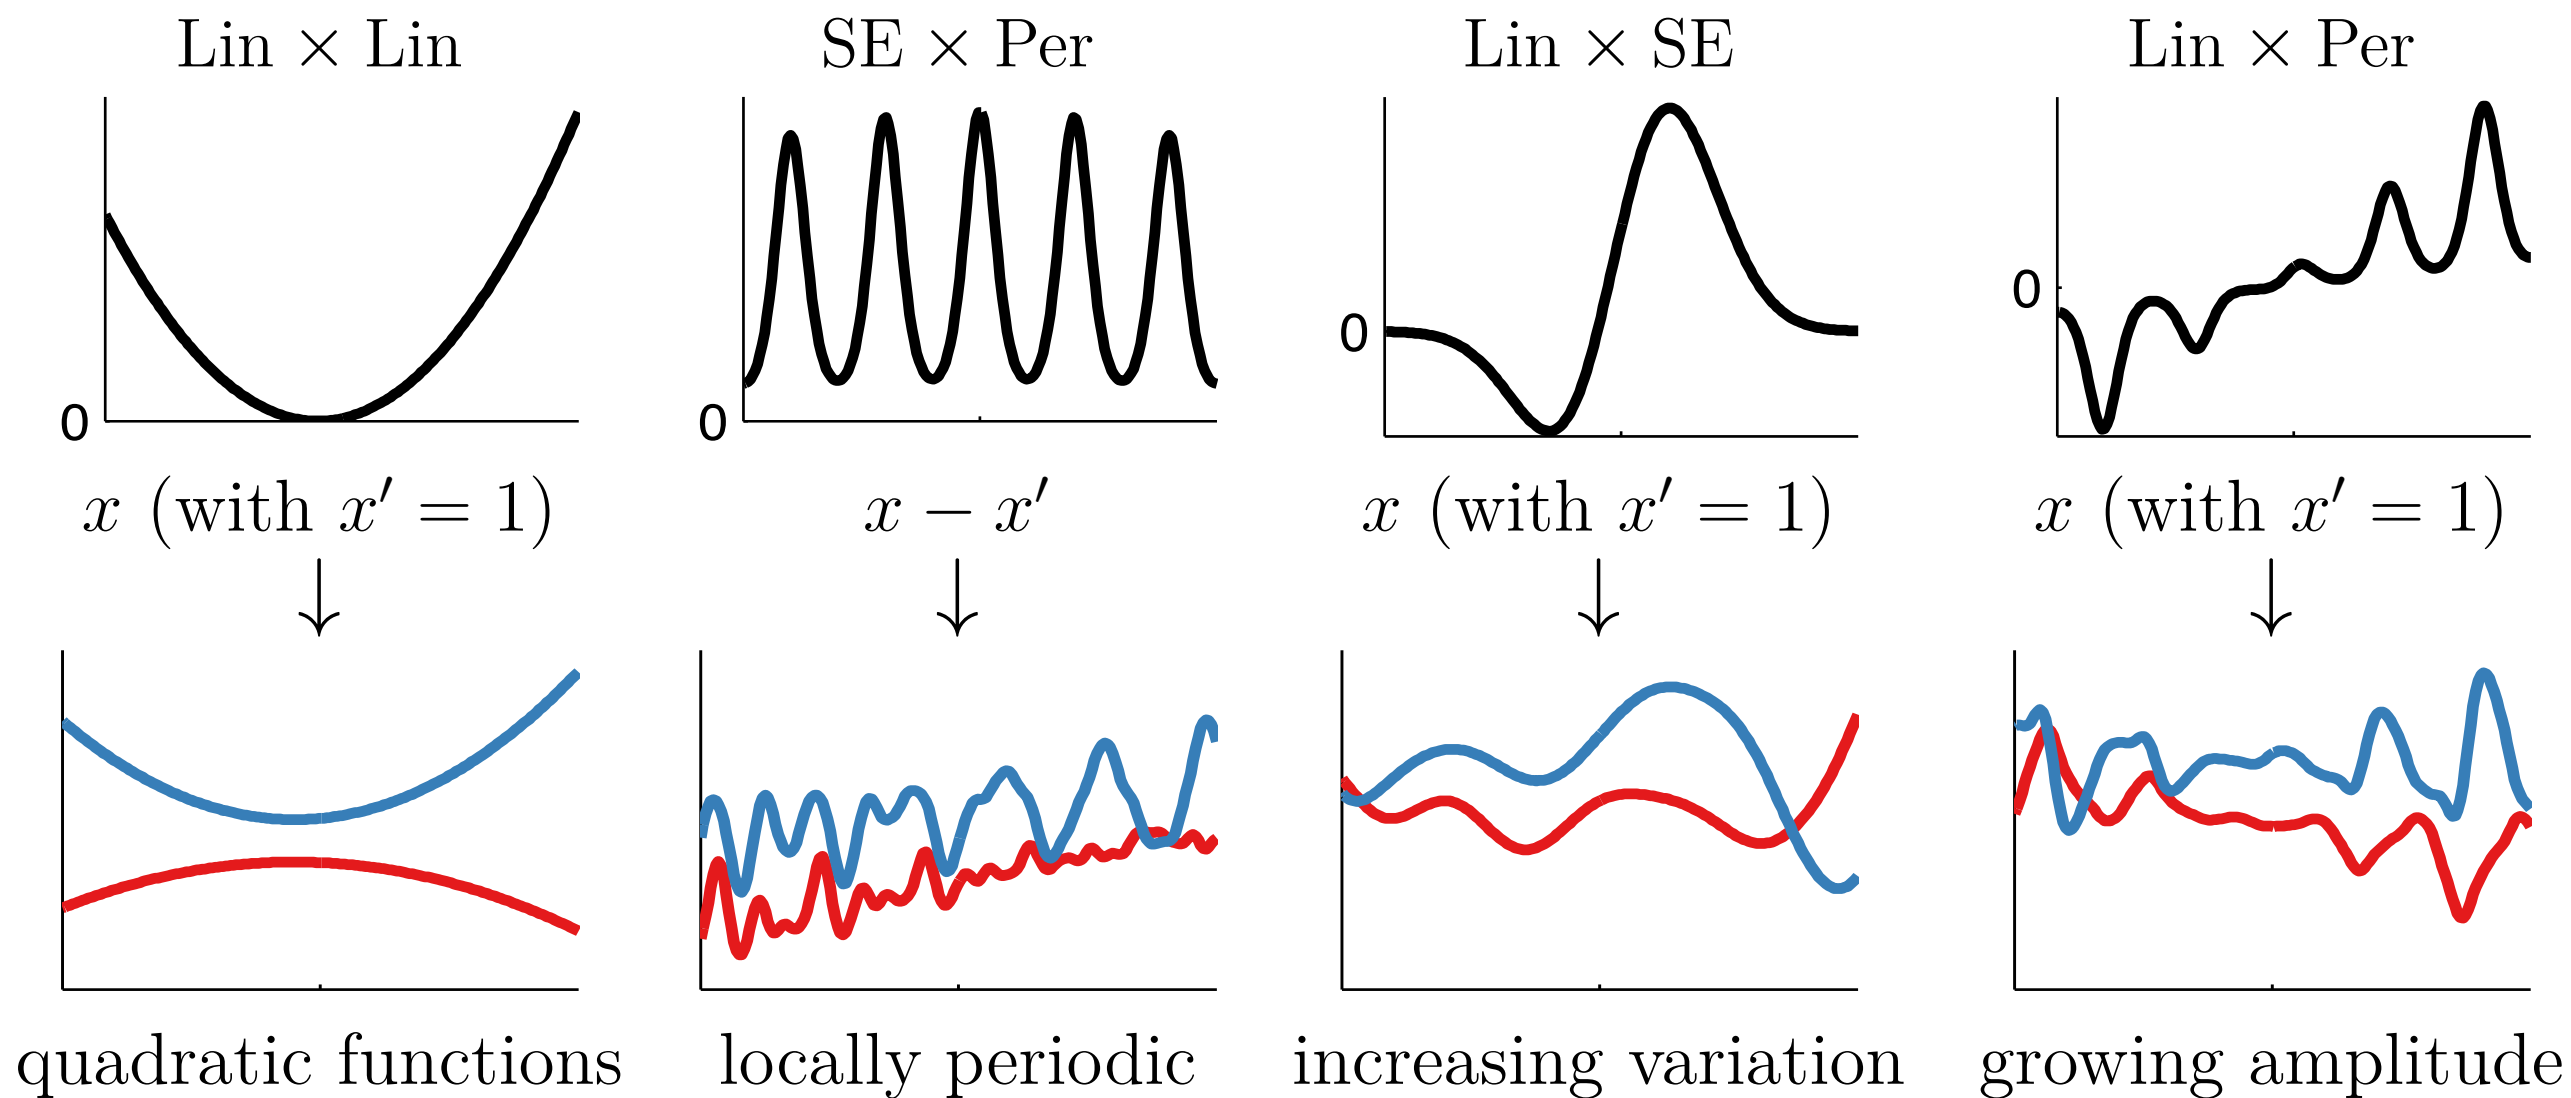 Lin × Lin
SE × Per
Lin × SE
Lin × Per
0
0
0
0
x (with x′ = 1)
x − x′
x (with x′ = 1)
x (with x′ = 1)
quadratic functions
locally periodic
increasing variation
growing amplitude